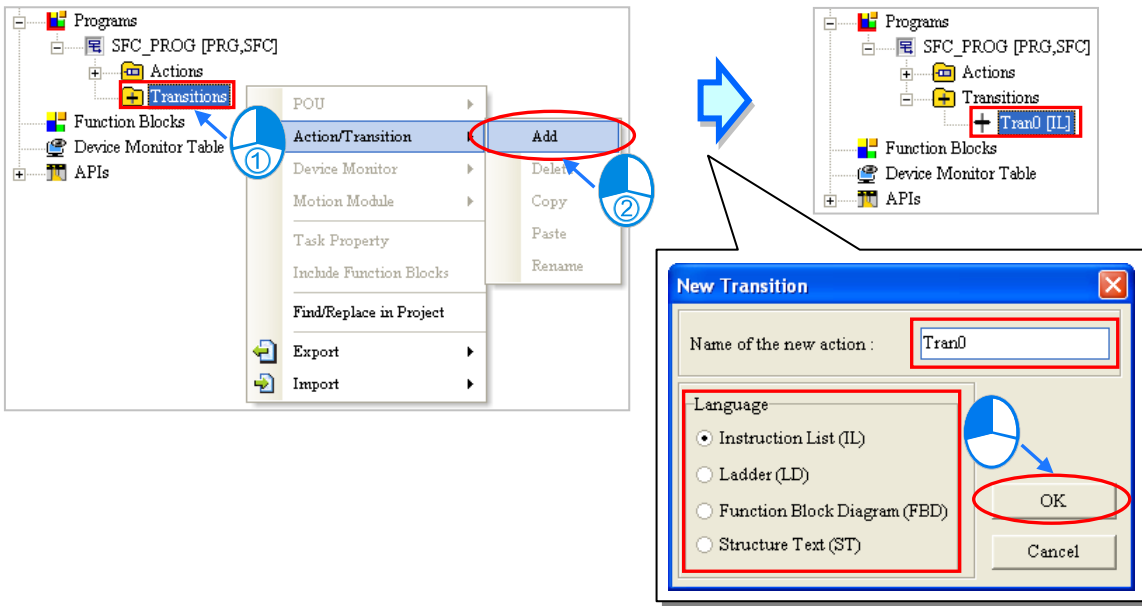 Programs
SFC_PROG [PRG,SFC]
Actions
Transitions
Function Blocks
Device Monitor Table
APIs
①
POU
Action/Transition
Device Monitor
Motion Module
Task Property
Include Function Blocks
Find/Replace in Project
Export
Import
Add
Delete
Copy
Paste
Rename
②
Programs
SFC_PROG [PRG,SFC]
Actions
Transitions
Tran0 [IL]
Function Blocks
Device Monitor Table
APIs
New Transition
Name of the new action :
Tran0
Language
Instruction List (IL)
Ladder (LD)
Function Block Diagram (FBD)
Structure Text (ST)
OK
Cancel